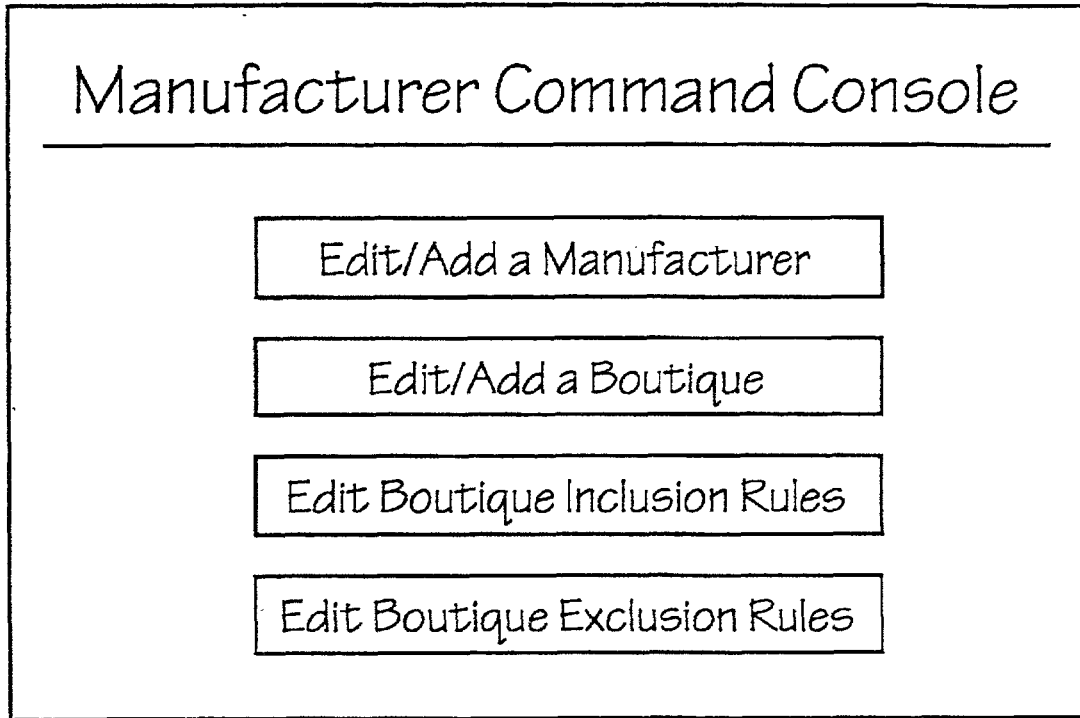 Manufacturer Command Console
Edit/Add a Manufacturer
Edit/Add a Boutique
Edit Boutique Inclusion Rules
Edit Boutique Exclusion Rules